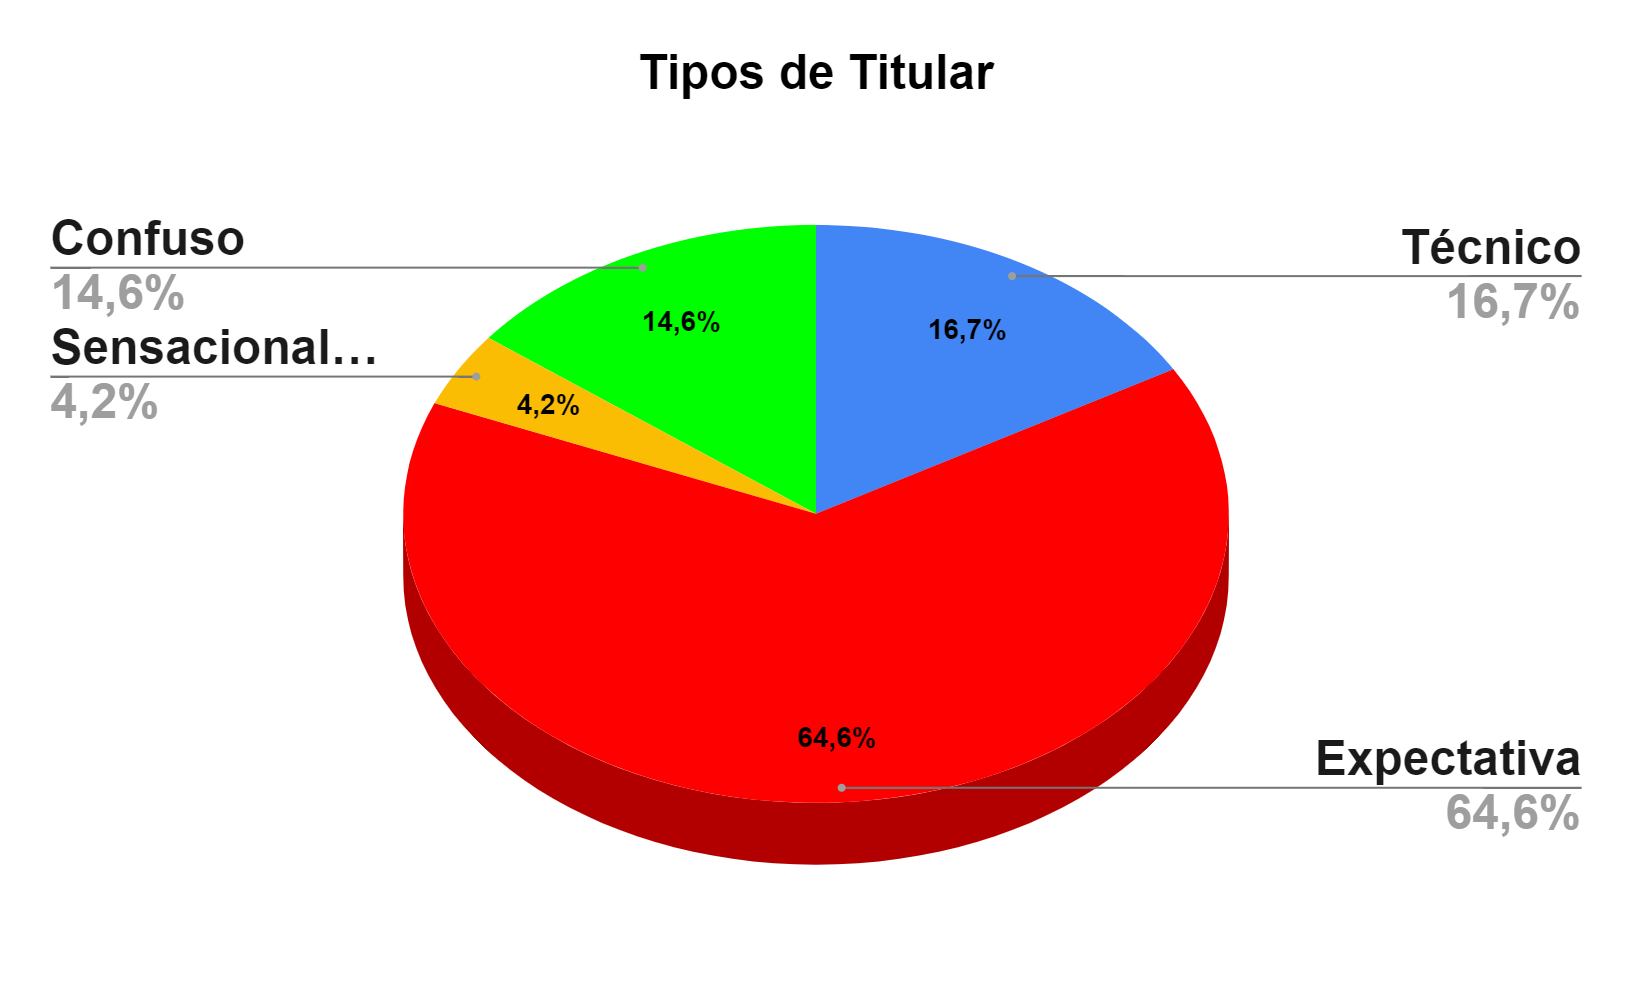 Tipos de Titular
Confuso
14,6%
Sensacional…
4,2%
Técnico
16,7%
Expectativa
64,6%
14,6%
16,7%
4,2%
64,6%